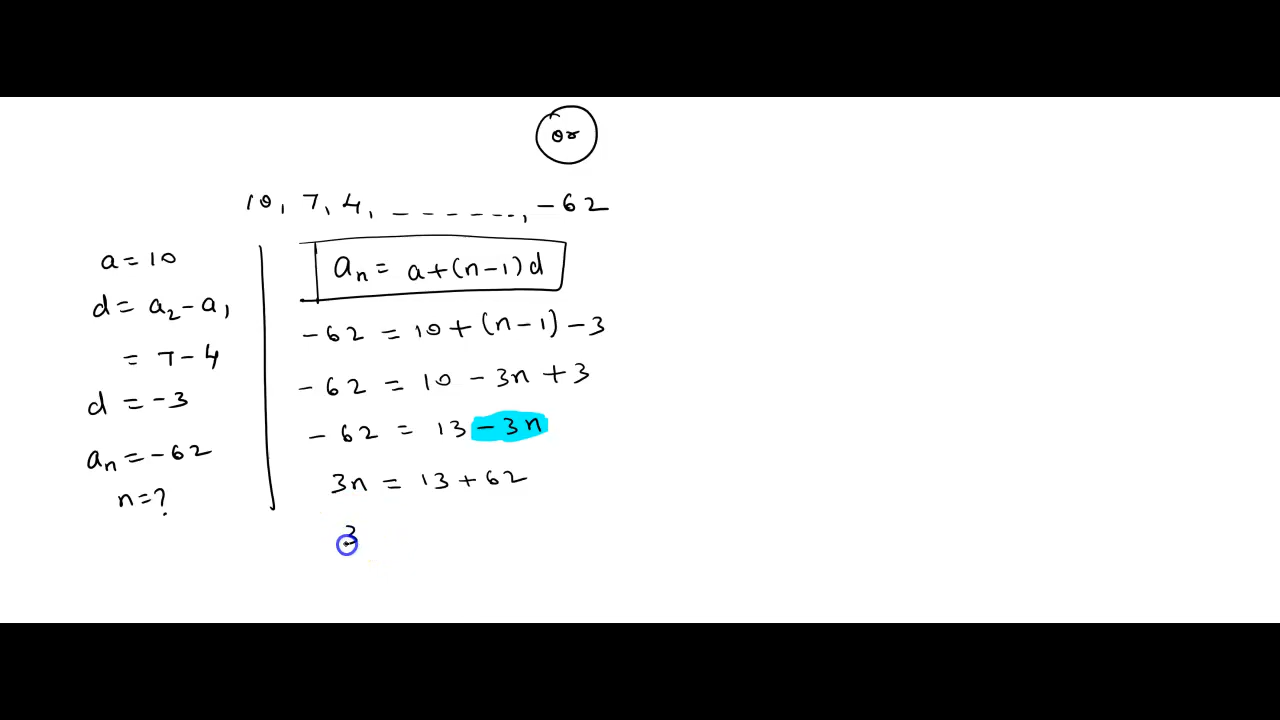 or
10, 7, 4, - - - - - - -, -62
a = 10
d = a₂ - a₁
= 7 - 4
d = -3
aₙ = -62
n = ?
aₙ = a + (n - 1) d
-62 = 10 + (n - 1) - 3
-62 = 10 - 3n + 3
-62 = 13 - 3n
3n = 13 + 62
3